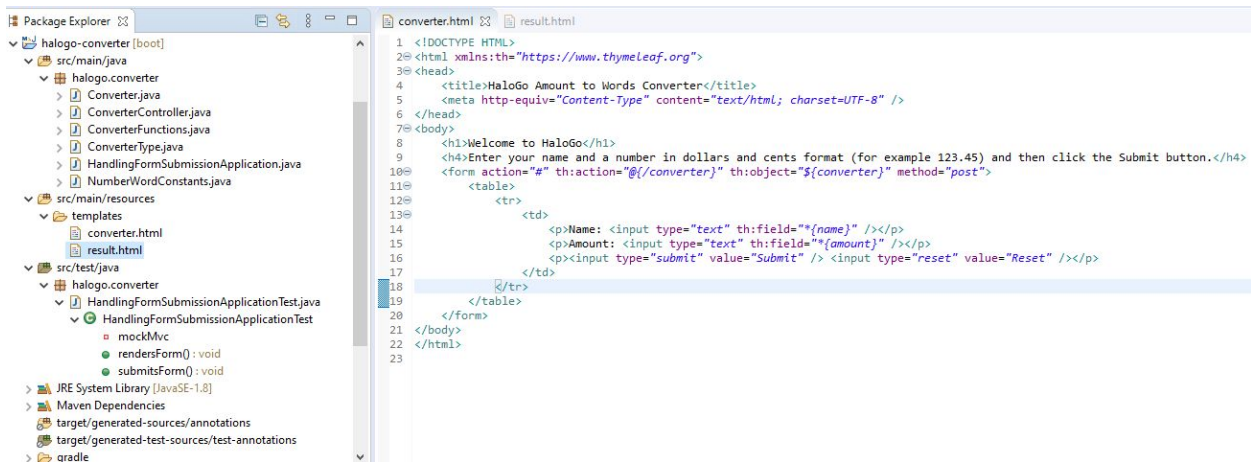 Package Explorer
halogo-converter [boot]
src/main/java
halogo.converter
Converter.java
ConverterController.java
ConverterFunctions.java
ConverterType.java
HandlingFormSubmissionApplication.java
NumberWordConstants.java
src/main/resources
templates
converter.html
result.html
src/test/java
halogo.converter
HandlingFormSubmissionApplicationTest.java
HandlingFormSubmissionApplicationTest
mockMvc
rendersForm() : void
submitsForm() : void
JRE System Library [JavaSE-1.8]
Maven Dependencies
target/generated-sources/annotations
target/generated-test-sources/test-annotations
gradle
converter.html result.html
1 <!DOCTYPE HTML>
2 <html xmlns:th="https://www.thymeleaf.org">
3 <head>
4 <title>HaloGo Amount to Words Converter</title>
5 <meta http-equiv="Content-Type" content="text/html; charset=UTF-8" />
6 </head>
7 <body>
8 <h1>Welcome to HaloGo</h1>
9 <h4>Enter your name and a number in dollars and cents format (for example 123.45) and then click the Submit button.</h4>
10 <form action="#" th:action="@{/converter}" th:object="${converter}" method="post">
11 <table>
12 <tr>
13 <td>
14 <p>Name: <input type="text" th:field="*{name}" /></p>
15 <p>Amount: <input type="text" th:field="*{amount}" /></p>
16 <p><input type="submit" value="Submit" /> <input type="reset" value="Reset" /></p>
17 </td>
18 </tr>
19 </table>
20 </form>
21 </body>
22 </html>
23